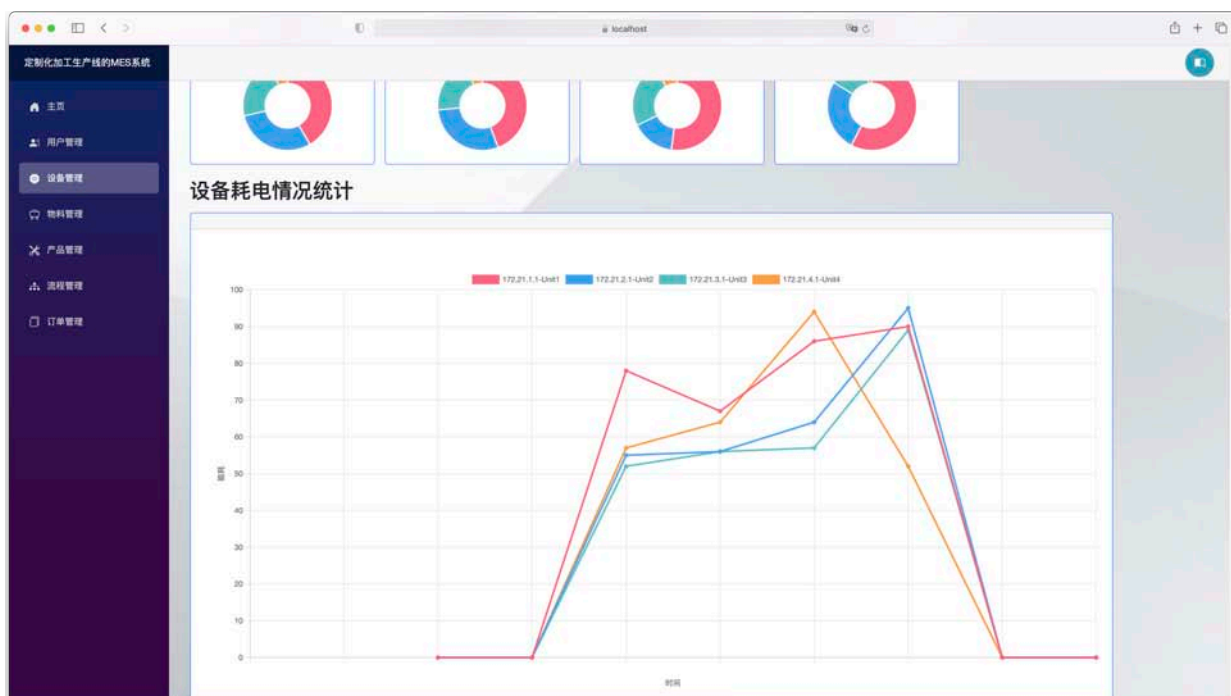 localhost
定制化加工生产线的MES系统
主页
用户管理
设备管理
物料管理
产品管理
流程管理
订单管理
设备耗电情况统计
172.21.1.1-Unit1 172.21.2.1-Unit2 172.21.3.1-Unit3 172.21.4.1-Unit4
100
90
80
70
60
50
40
30
20
10
0
能耗
时间